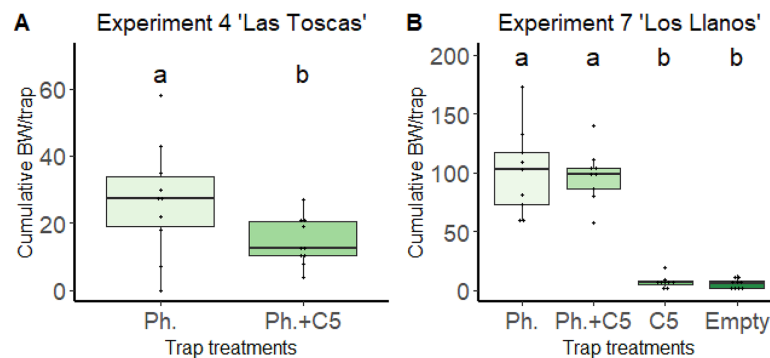 A Experiment 4 'Las Toscas'
Cumulative BW/trap
60
40
20
0
a b
Ph. Ph.+C5
Trap treatments
B Experiment 7 'Los Llanos'
Cumulative BW/trap
200
150
100
50
0
a a b b
Ph. Ph.+C5 C5 Empty
Trap treatments